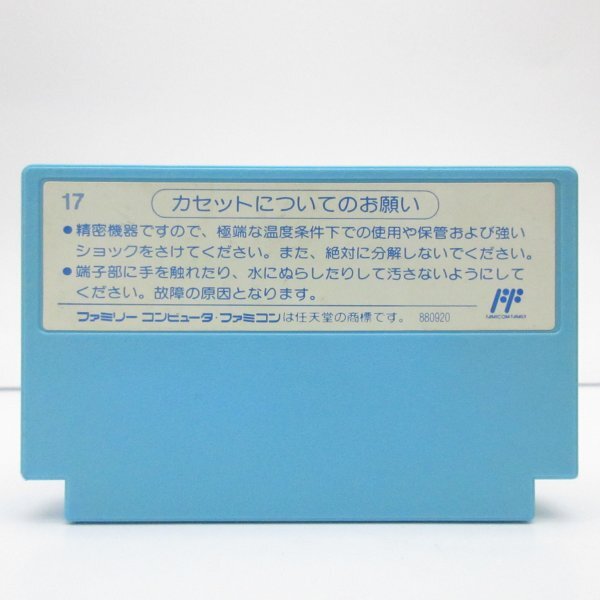 17
カセットについてのお願い
●精密機器ですので、極端な温度条件下での使用や保管および強い
ショックをさけてください。また、絶対に分解しないでください。
●端子部に手を触れたり、水にぬらしたりして汚さないようにして
ください。故障の原因となります。
ファミリー コンピュータ・ファミコンは任天堂の商標です。 880920
FAMICOM FAMILY